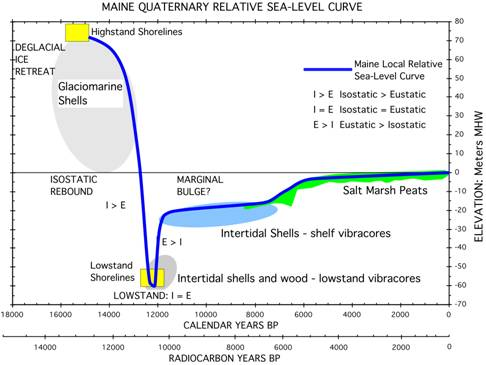 MAINE QUATERNARY RELATIVE SEA-LEVEL CURVE
Highstand Shorelines
DEGLACIAL
ICE
RETREAT
Glaciomarine
Shells
Maine Local Relative
Sea-Level Curve
I > E Isostatic > Eustatic
I = E Isostatic = Eustatic
E > I Eustatic > Isostatic
ISOSTATIC
REBOUND
I > E
MARGINAL
BULGE?
Salt Marsh Peats
Intertidal Shells - shelf vibracores
E > I
Lowstand
Shorelines
Intertidal shells and wood - lowstand vibracores
LOWSTAND: I = E
80
70
60
50
40
30
20
10
0
-10
-20
-30
-40
-50
-60
-70
ELEVATION: Meters MHW
18000 16000 14000 12000 10000 8000 6000 4000 2000 0
CALENDAR YEARS BP
14000 12000 10000 8000 6000 4000 2000 0
RADIOCARBON YEARS BP